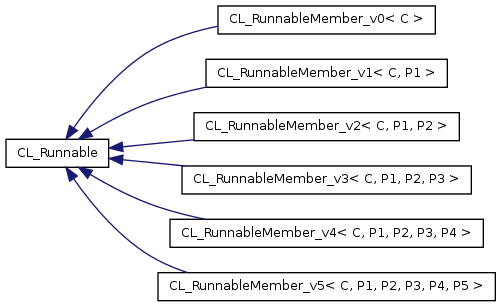 CL_RunnableMember_v0< C >
CL_RunnableMember_v1< C, P1 >
CL_RunnableMember_v2< C, P1, P2 >
CL_Runnable
CL_RunnableMember_v3< C, P1, P2, P3 >
CL_RunnableMember_v4< C, P1, P2, P3, P4 >
CL_RunnableMember_v5< C, P1, P2, P3, P4, P5 >